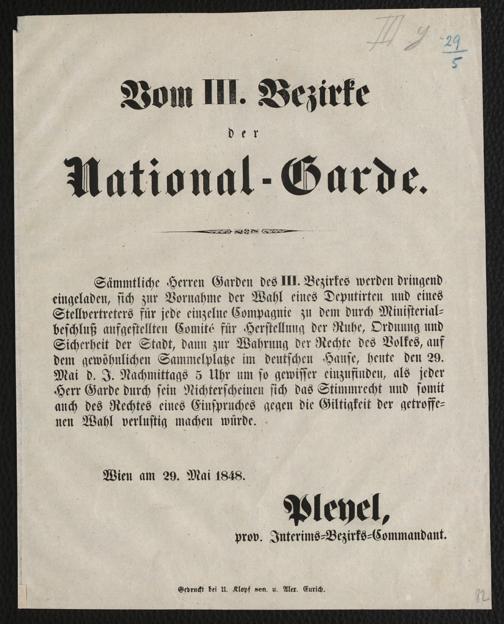 III y
29/5
Vom III. Bezirke
der
National-Garde.
Sämmtliche Herren Garden des III. Bezirkes werden dringend
eingeladen, sich zur Vornahme der Wahl eines Deputirten und eines
Stellvertreters für jede einzelne Compagnie zu dem durch Ministerial-
beschluß aufgestellten Comité für Herstellung der Ruhe, Ordnung und
Sicherheit der Stadt, dann zur Wahrung der Rechte des Volkes, auf
dem gewöhnlichen Sammelplatze im deutschen Hause, heute den 29.
Mai d. J. Nachmittags 5 Uhr um so gewisser einzufinden, als jeder
Herr Garde durch sein Nichterscheinen sich das Stimmrecht und somit
auch des Rechtes eines Einspruches gegen die Giltigkeit der getroffe-
nen Wahl verlustig machen würde.
Wien am 29. Mai 1848.
Pleyel,
prov. Interims-Bezirks-Commandant.
Gedruckt bei U. Klopf sen. u. Alex. Eurich.
82